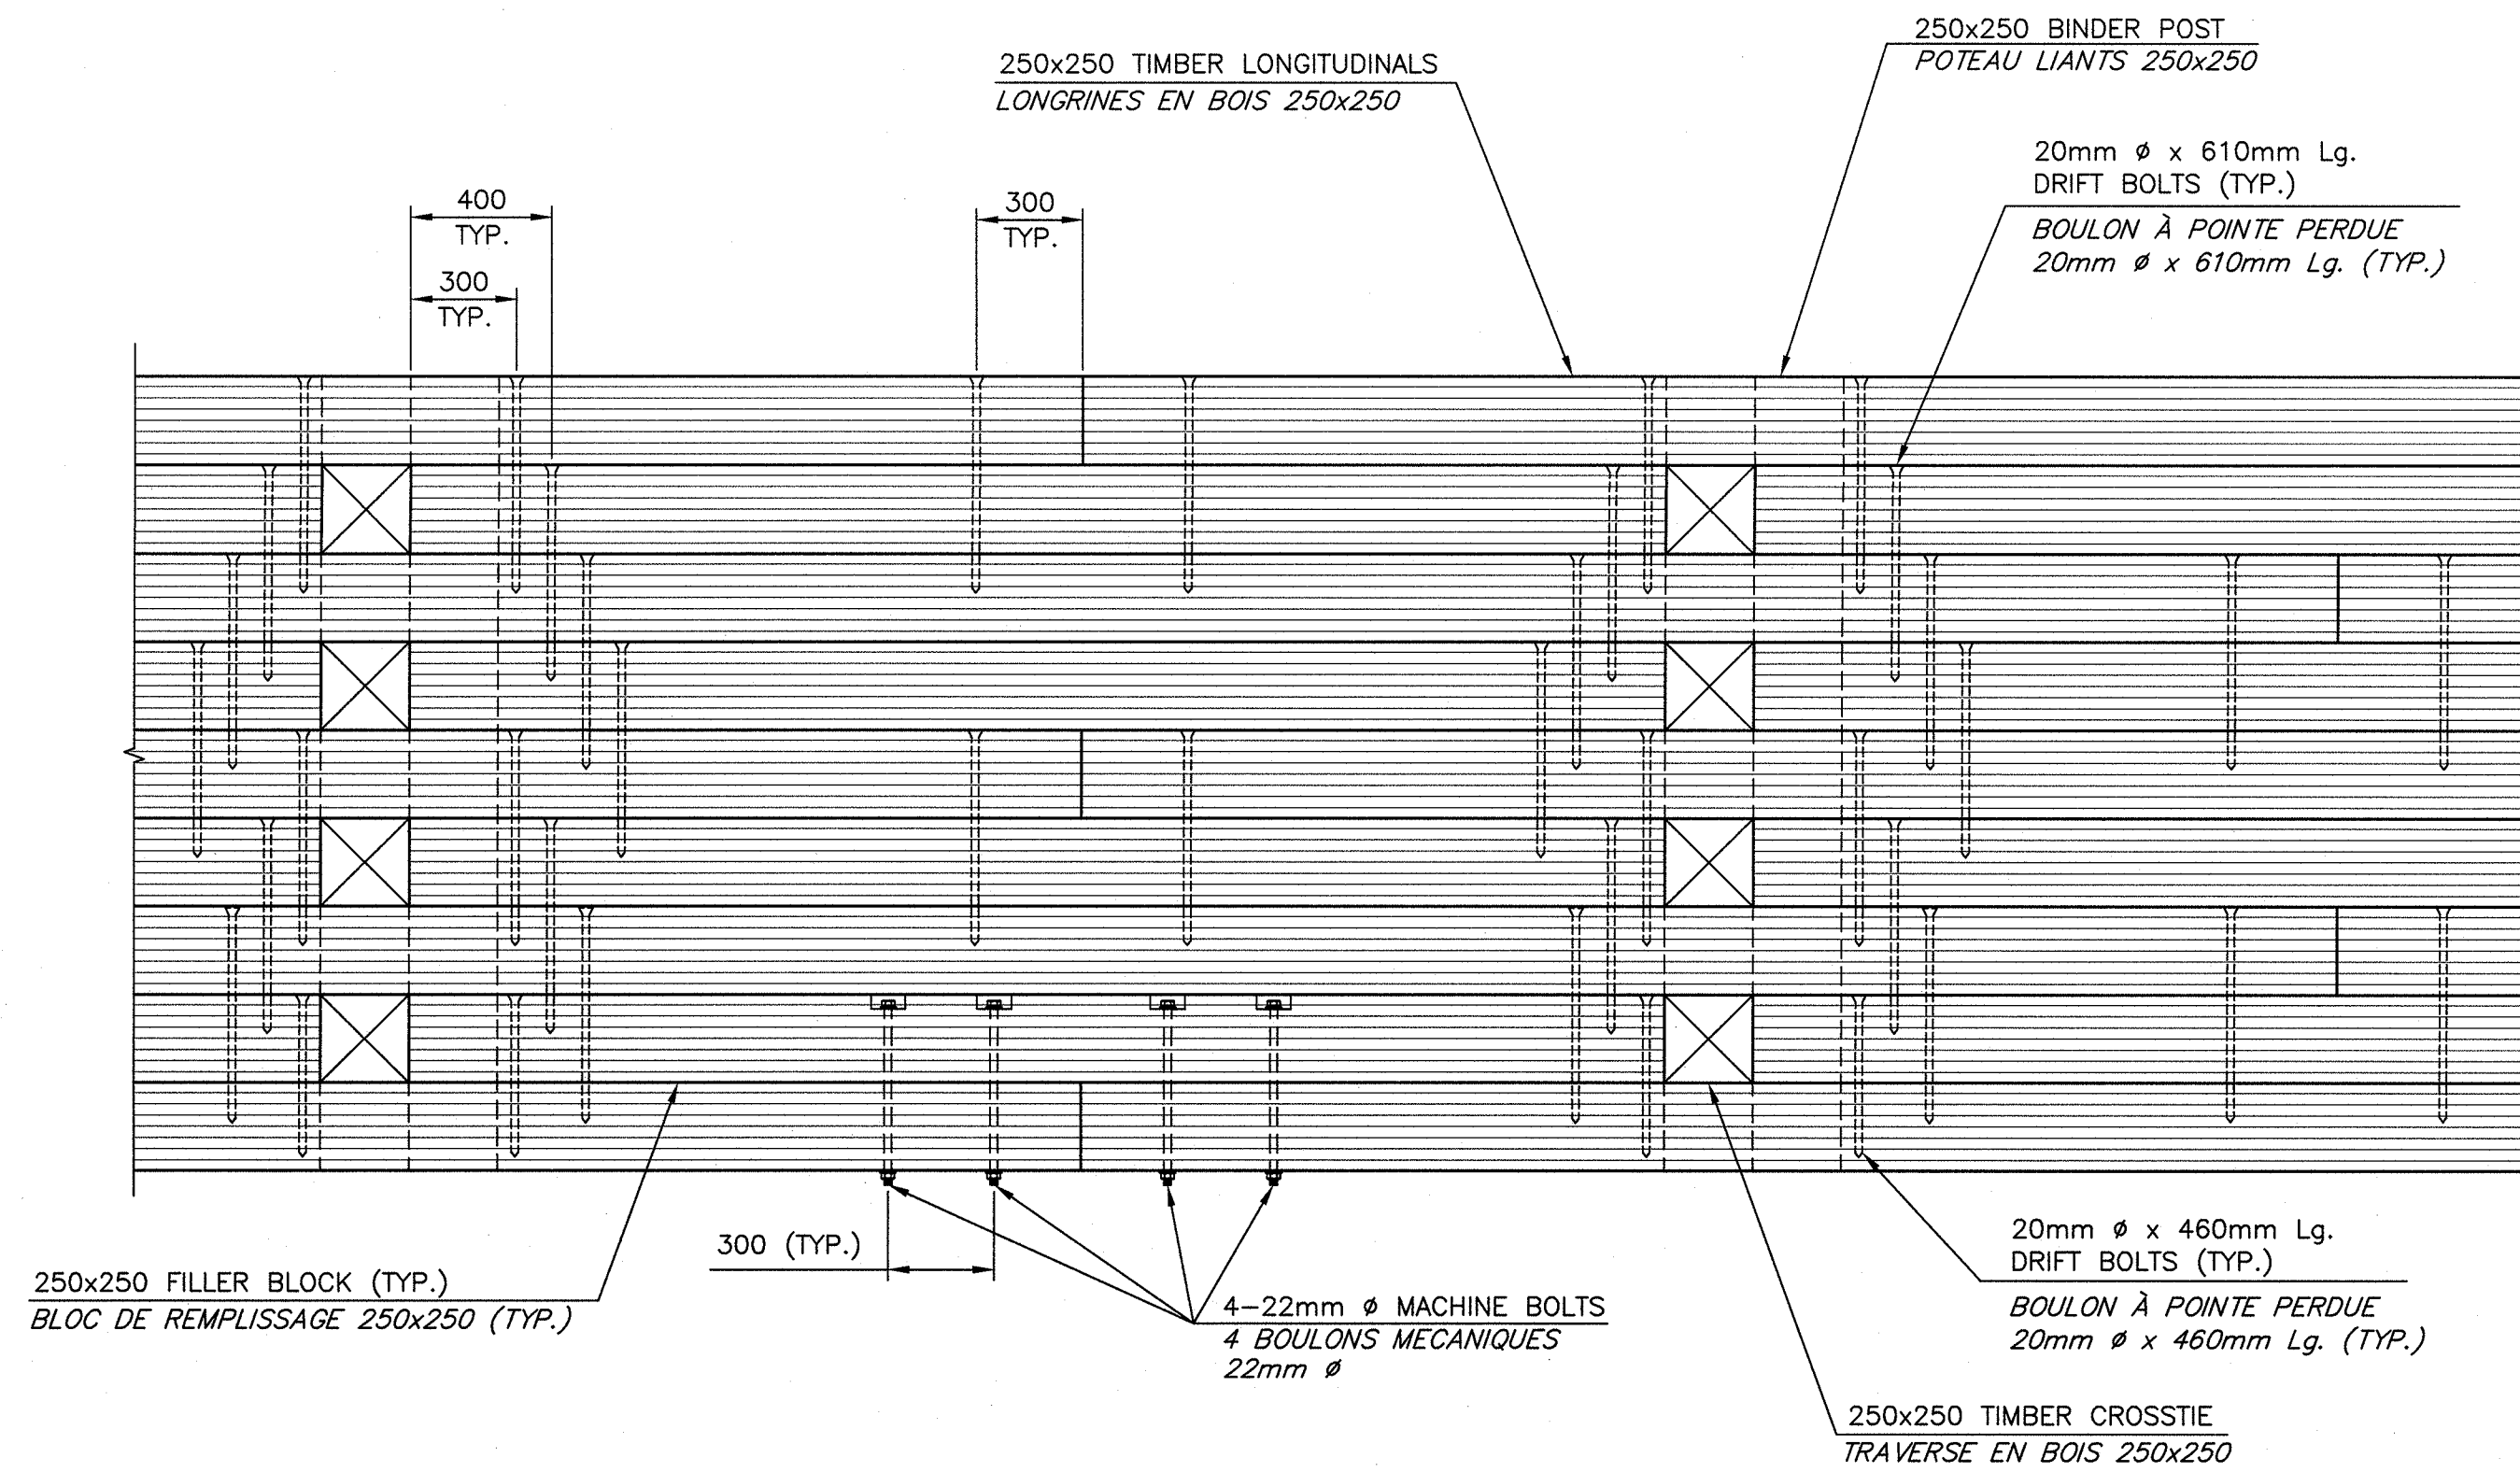 250x250 BINDER POST
POTEAU LIANTS 250x250
250x250 TIMBER LONGITUDINALS
LONGRINES EN BOIS 250x250
20mm ø x 610mm Lg.
DRIFT BOLTS (TYP.)
BOULON À POINTE PERDUE
20mm ø x 610mm Lg. (TYP.)
400
TYP.
300
TYP.
300
TYP.
300 (TYP.)
250x250 FILLER BLOCK (TYP.)
BLOC DE REMPLISSAGE 250x250 (TYP.)
4-22mm ø MACHINE BOLTS
4 BOULONS MECANIQUES
22mm ø
20mm ø x 460mm Lg.
DRIFT BOLTS (TYP.)
BOULON À POINTE PERDUE
20mm ø x 460mm Lg. (TYP.)
250x250 TIMBER CROSSTIE
TRAVERSE EN BOIS 250x250